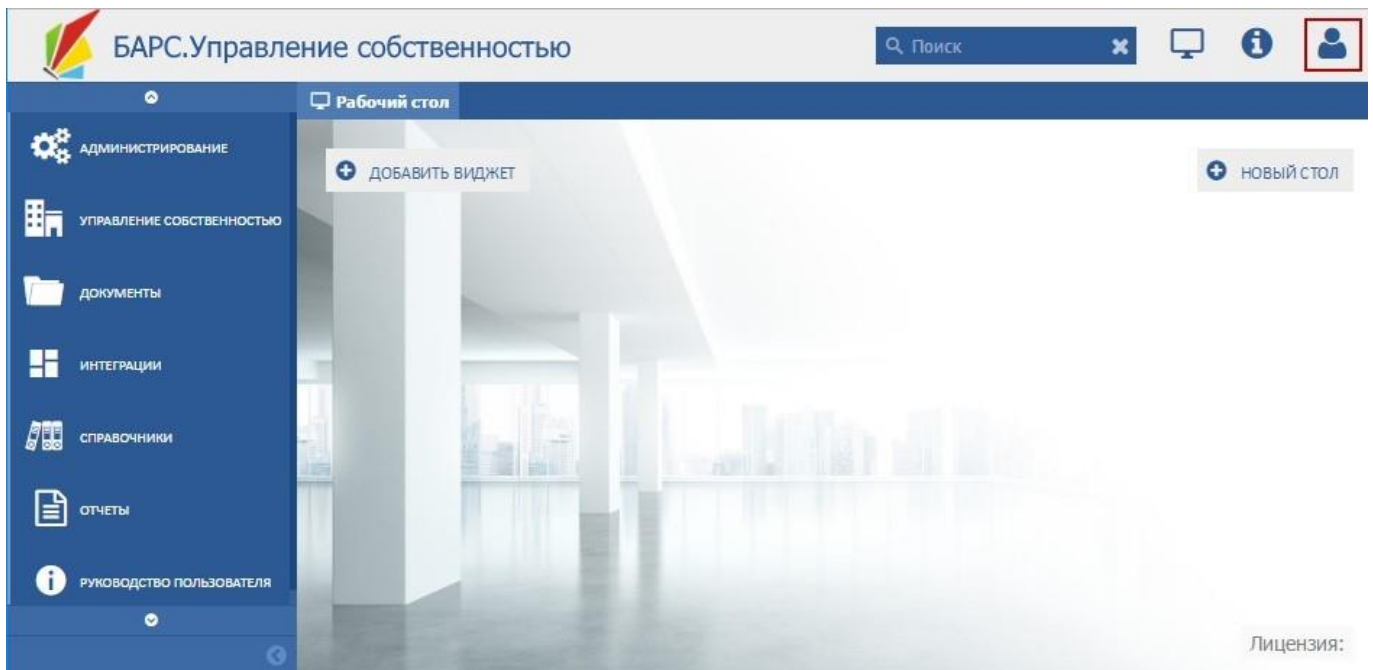 БАРС.Управление собственностью
Поиск
Рабочий стол
АДМИНИСТРИРОВАНИЕ
ДОБАВИТЬ ВИДЖЕТ
НОВЫЙ СТОЛ
УПРАВЛЕНИЕ СОБСТВЕННОСТЬЮ
ДОКУМЕНТЫ
ИНТЕГРАЦИИ
СПРАВОЧНИКИ
ОТЧЕТЫ
РУКОВОДСТВО ПОЛЬЗОВАТЕЛЯ
Лицензия: